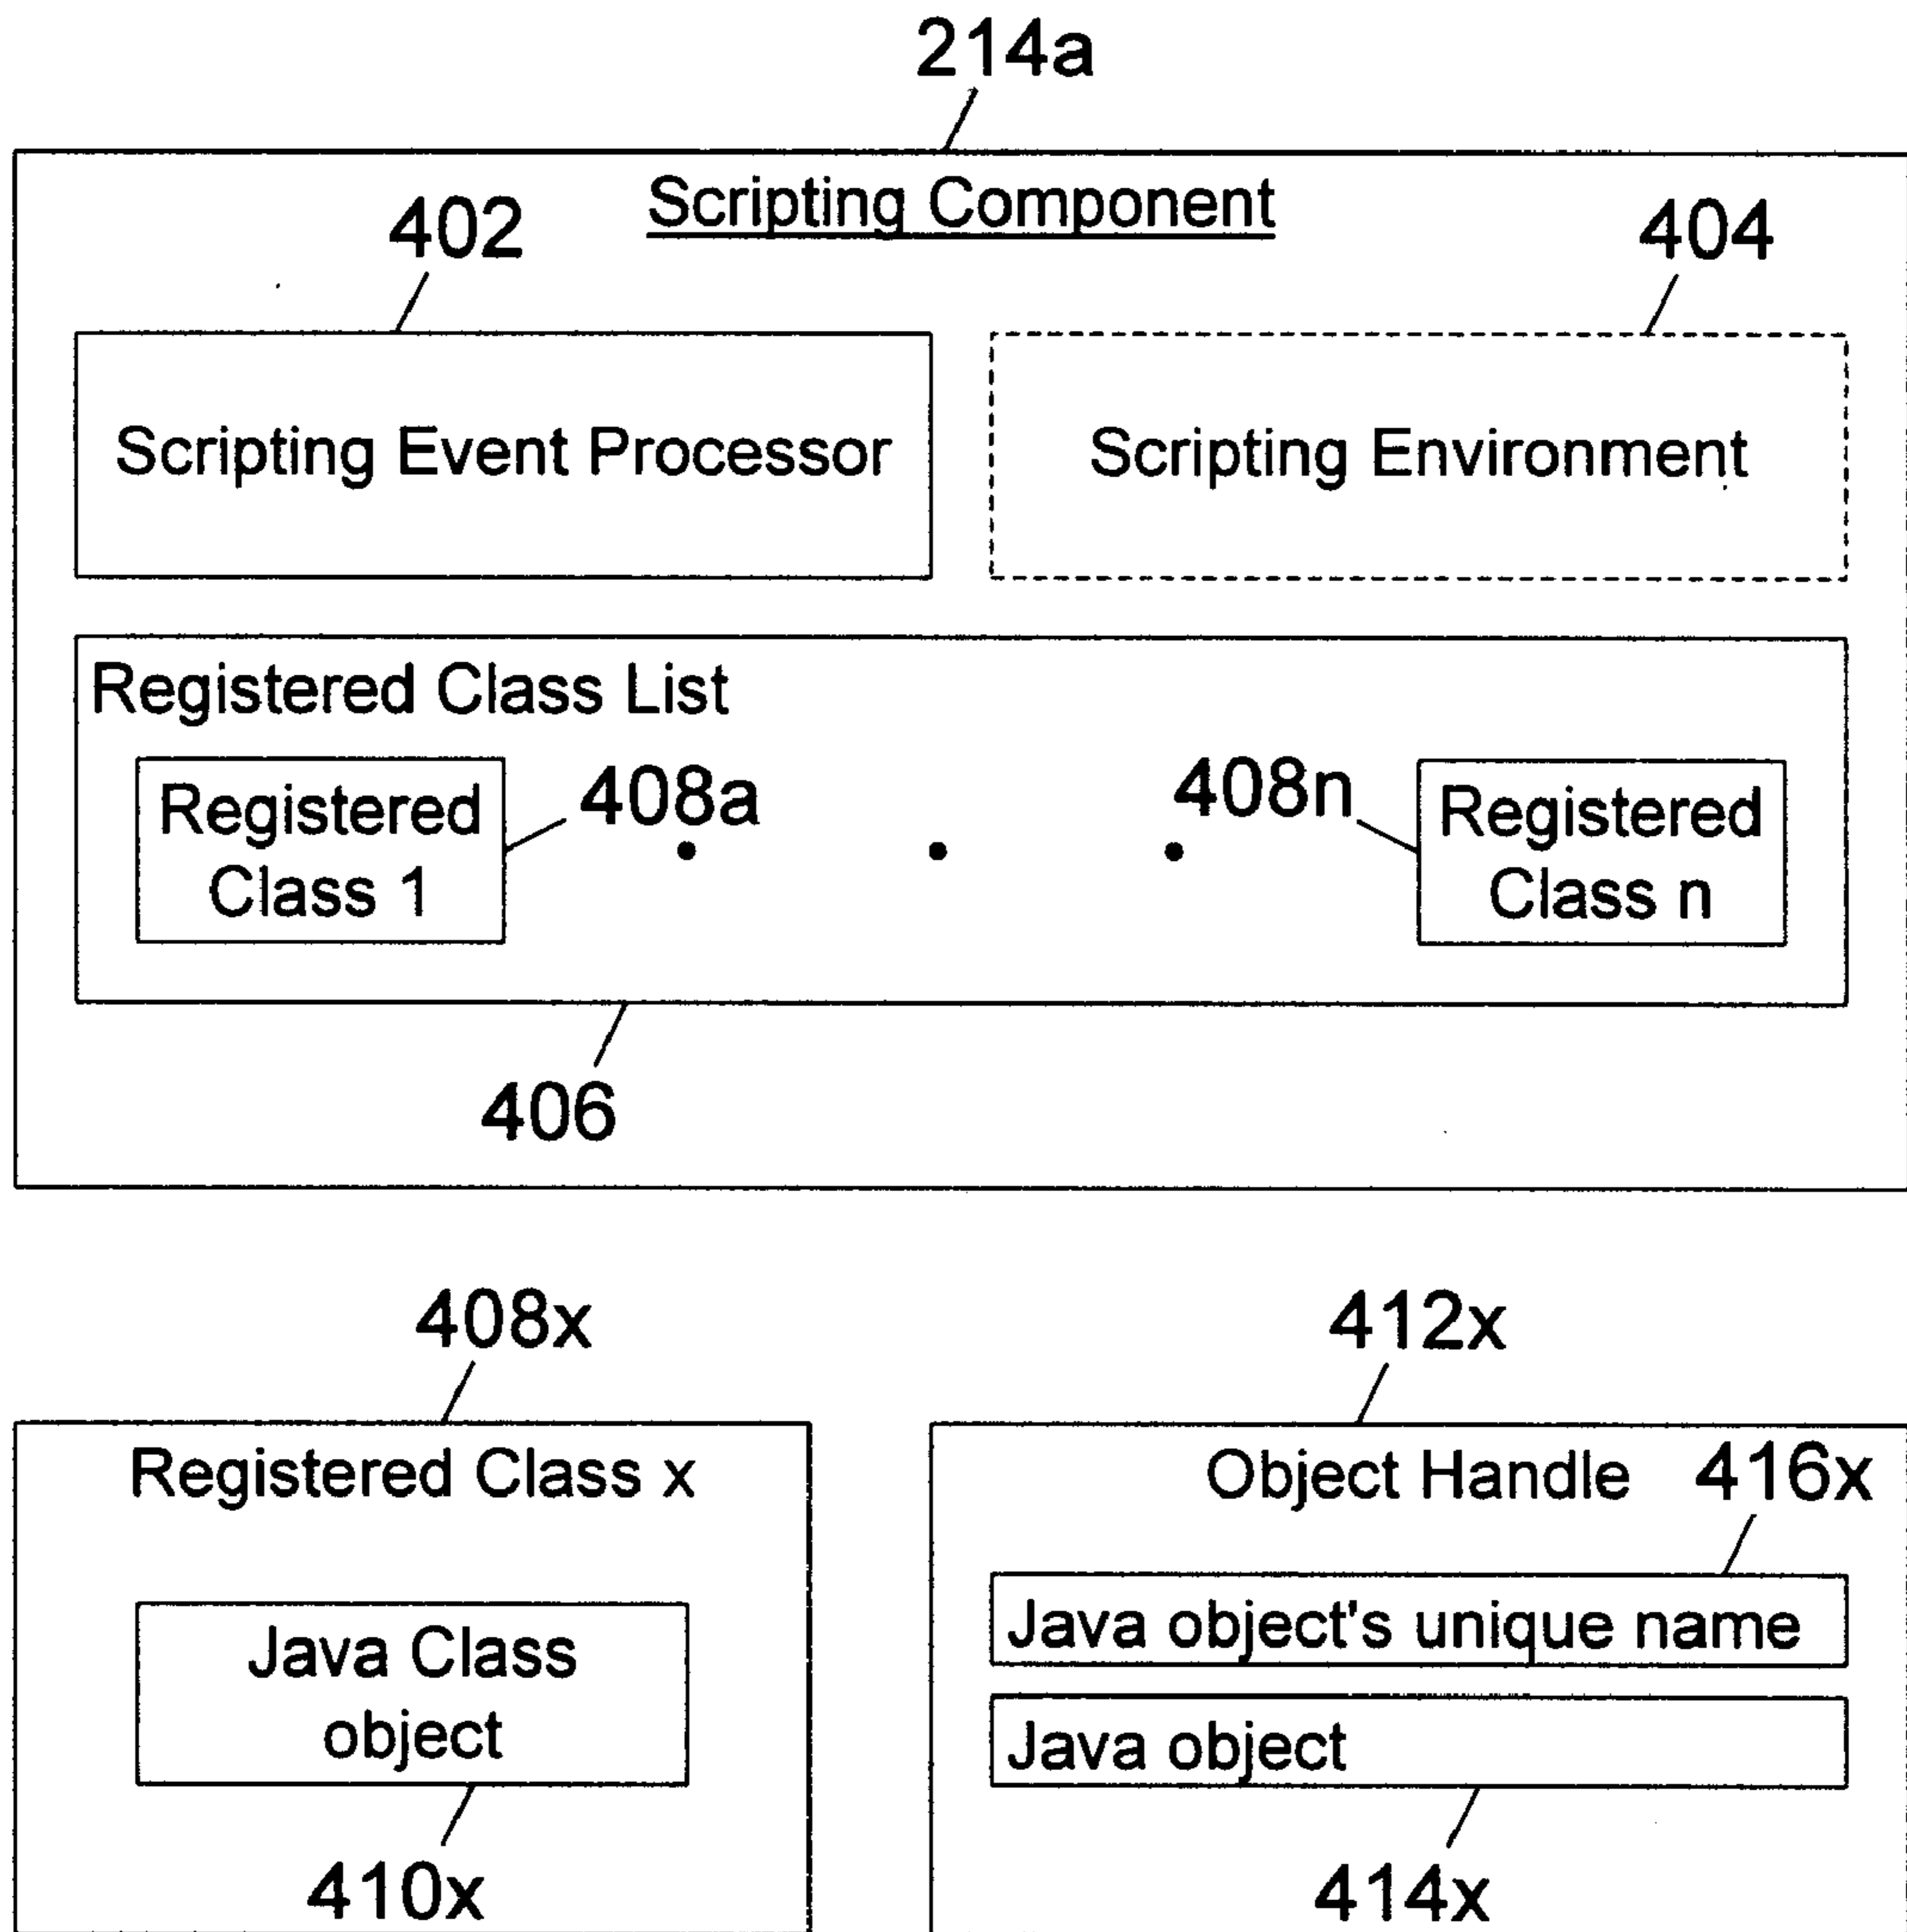 214a
Scripting Component
402
404
Scripting Event Processor
Scripting Environment
Registered Class List
Registered
Class 1
408a
408n
Registered
Class n
406
408x
412x
Registered Class x
Object Handle
416x
Java Class
object
Java object's unique name
Java object
410x
414x